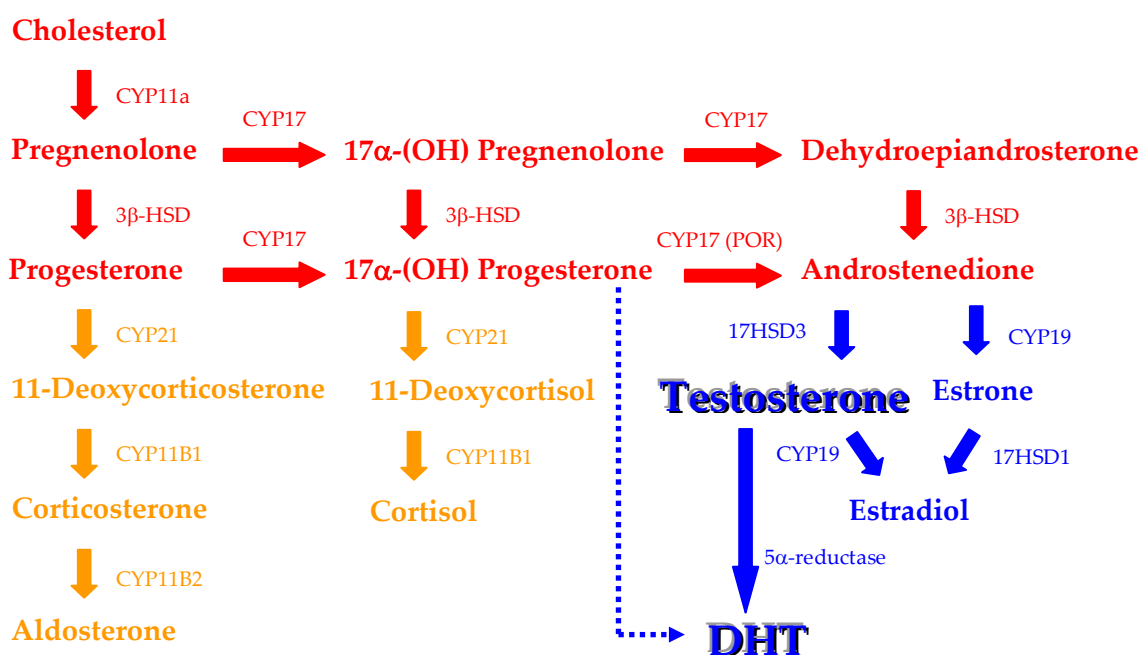 Cholesterol
CYP11a
CYP17
CYP17
Pregnenolone
17α-(OH) Pregnenolone
Dehydroepiandrosterone
3β-HSD
3β-HSD
3β-HSD
CYP17
CYP17 (POR)
Progesterone
17α-(OH) Progesterone
Androstenedione
CYP21
CYP21
17HSD3
CYP19
11-Deoxycorticosterone
11-Deoxycortisol
Testosterone
Estrone
CYP11B1
CYP11B1
CYP19
17HSD1
Corticosterone
Cortisol
Estradiol
CYP11B2
5α-reductase
Aldosterone
DHT